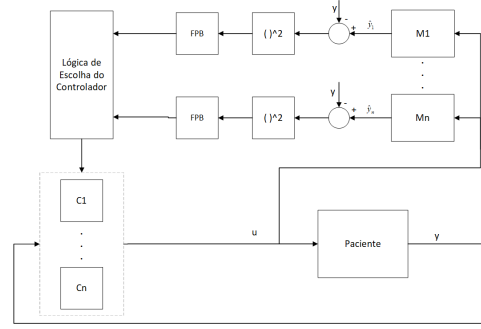 y
-
+
ŷ₁
M1
( )^2
FPB
Lógica de
Escolha do
Controlador
.
.
.
y
-
+
ŷₙ
Mn
( )^2
FPB
C1
.
.
.
Cn
u
Paciente
y